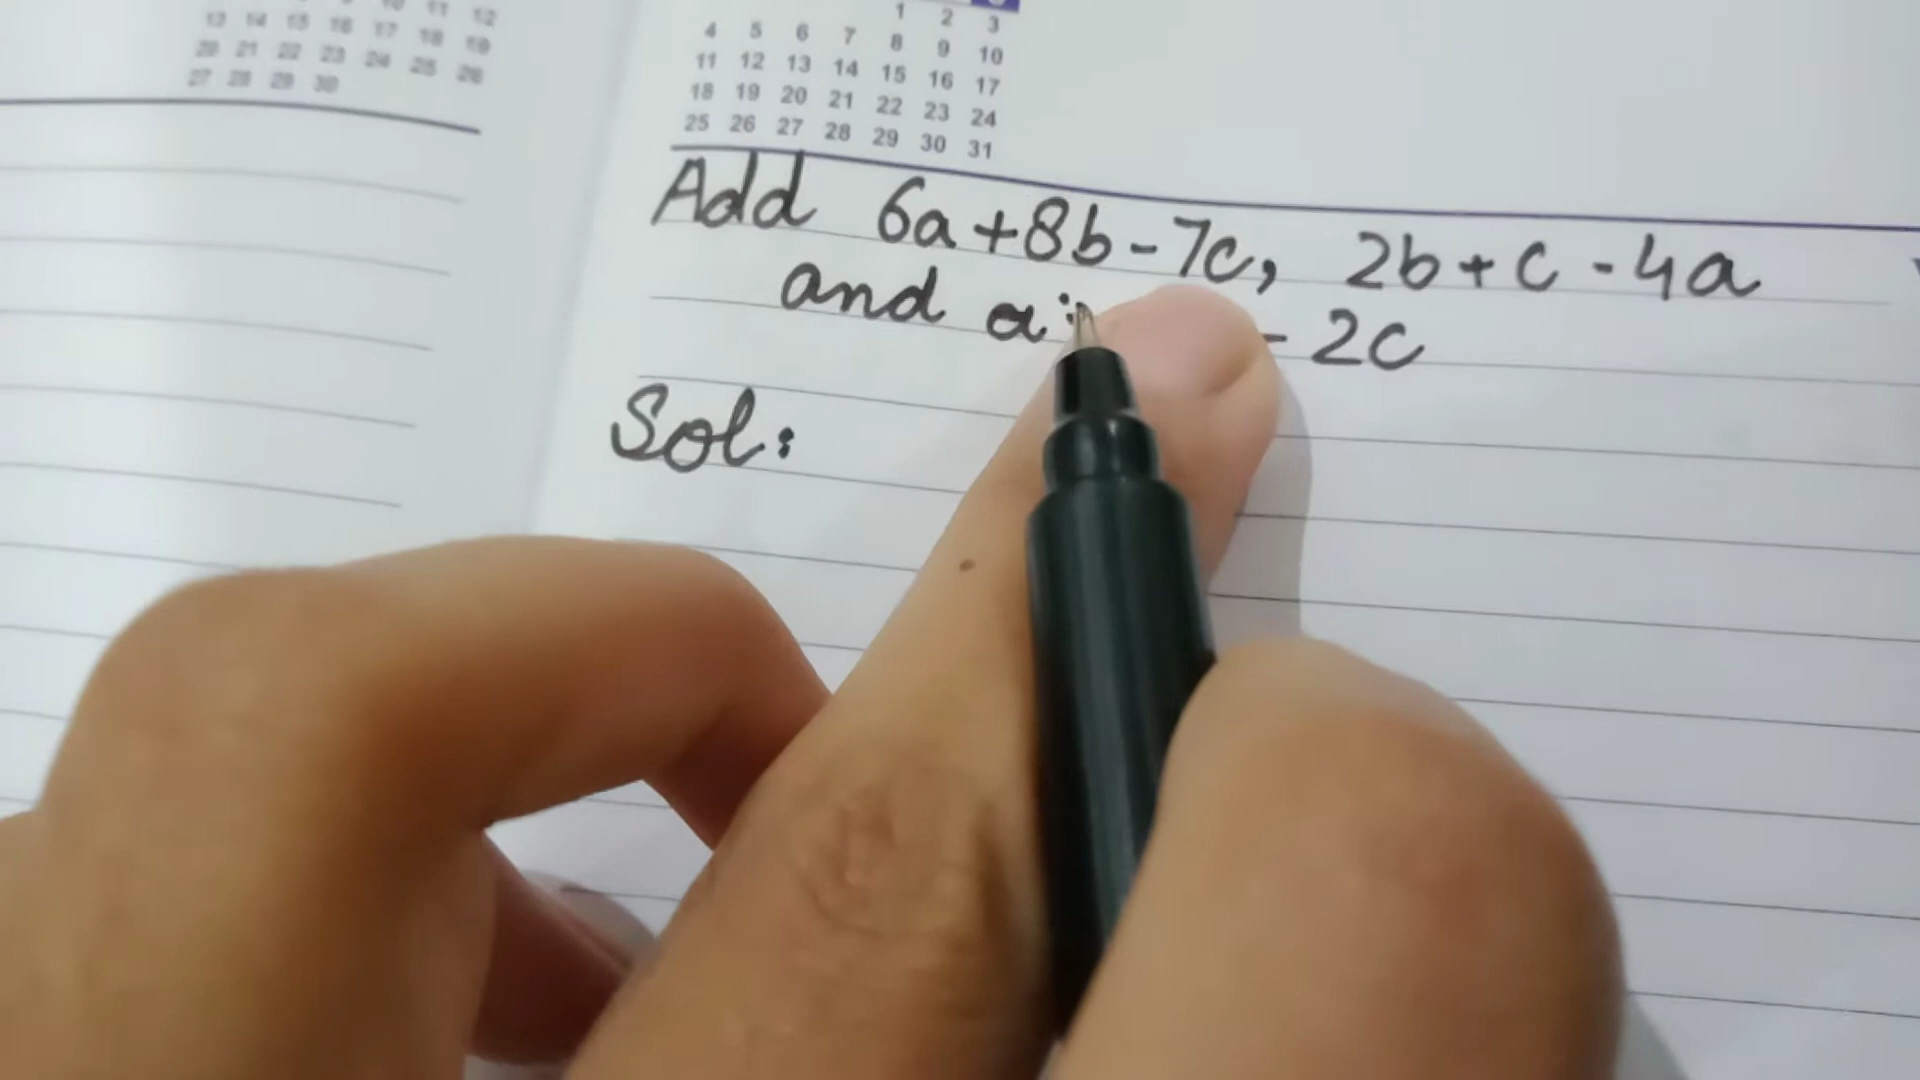 10 11 12
13 14 15 16 17 18 19
20 21 22 23 24 25 26
27 28 29 30
1 2 3
4 5 6 7 8 9 10
11 12 13 14 15 16 17
18 19 20 21 22 23 24
25 26 27 28 29 30 31
Add 6a+8b-7c, 2b+c-4a
and a - 2c
Sol: